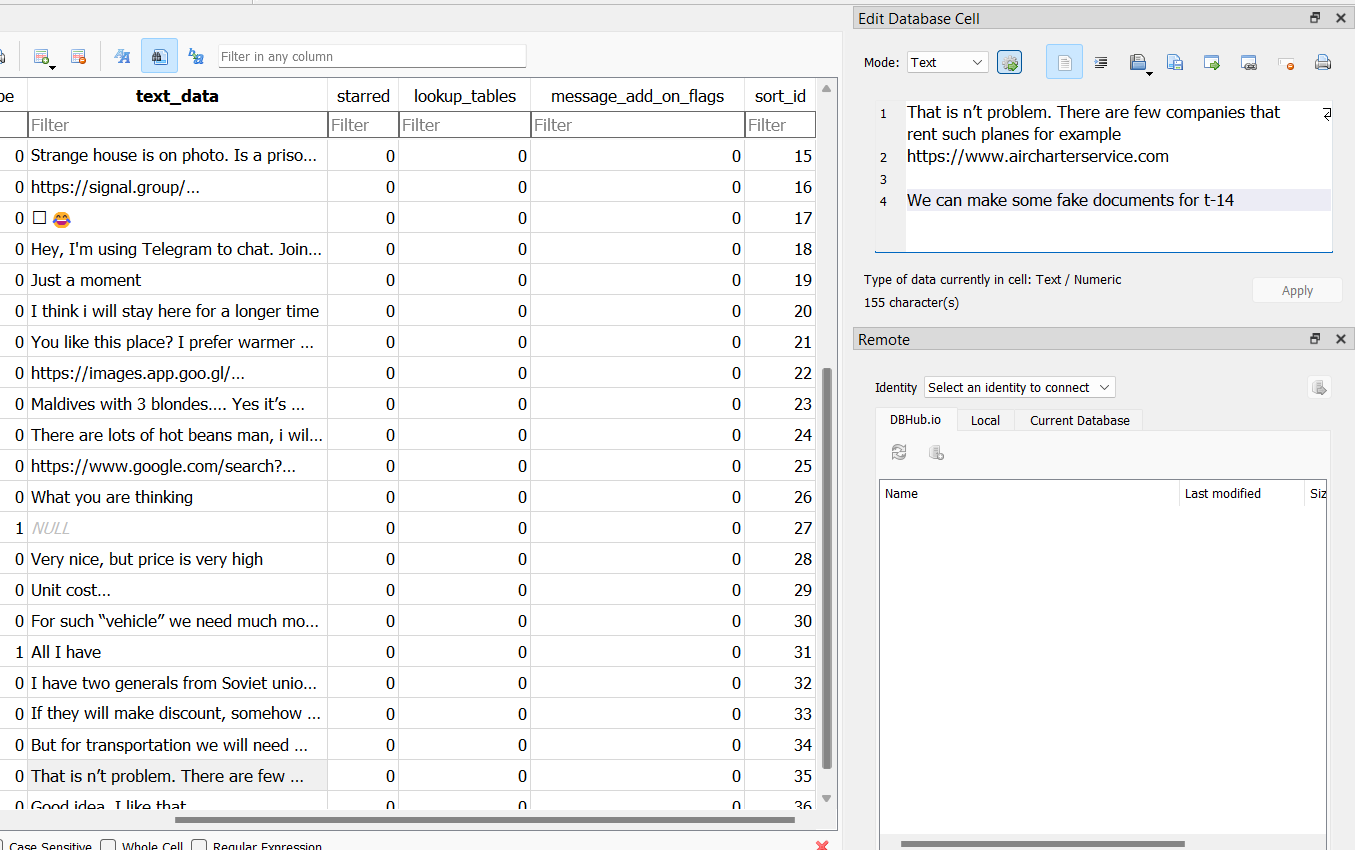 Edit Database Cell
Filter in any column
Mode: Text
pe text_data starred lookup_tables message_add_on_flags sort_id
Filter Filter Filter Filter Filter
0 Strange house is on photo. Is a priso... 0 0 0 15
0 https://signal.group/... 0 0 0 16
0 ☐ 😂 0 0 0 17
0 Hey, I'm using Telegram to chat. Join... 0 0 0 18
0 Just a moment 0 0 0 19
0 I think i will stay here for a longer time 0 0 0 20
0 You like this place? I prefer warmer ... 0 0 0 21
0 https://images.app.goo.gl/... 0 0 0 22
0 Maldives with 3 blondes.... Yes it’s ... 0 0 0 23
0 There are lots of hot beans man, i wil... 0 0 0 24
0 https://www.google.com/search?... 0 0 0 25
0 What you are thinking 0 0 0 26
1 NULL 0 0 0 27
0 Very nice, but price is very high 0 0 0 28
0 Unit cost... 0 0 0 29
0 For such “vehicle” we need much mo... 0 0 0 30
1 All I have 0 0 0 31
0 I have two generals from Soviet unio... 0 0 0 32
0 If they will make discount, somehow ... 0 0 0 33
0 But for transportation we will need ... 0 0 0 34
0 That is n’t problem. There are few ... 0 0 0 35
0 Good idea, I like that 0 0 0 36
Case Sensitive Whole Cell Regular Expression
1 That is n’t problem. There are few companies that
rent such planes for example
2 https://www.aircharterservice.com
3
4 We can make some fake documents for t-14
Type of data currently in cell: Text / Numeric
155 character(s)
Apply
Remote
Identity Select an identity to connect
DBHub.io Local Current Database
Name Last modified Siz